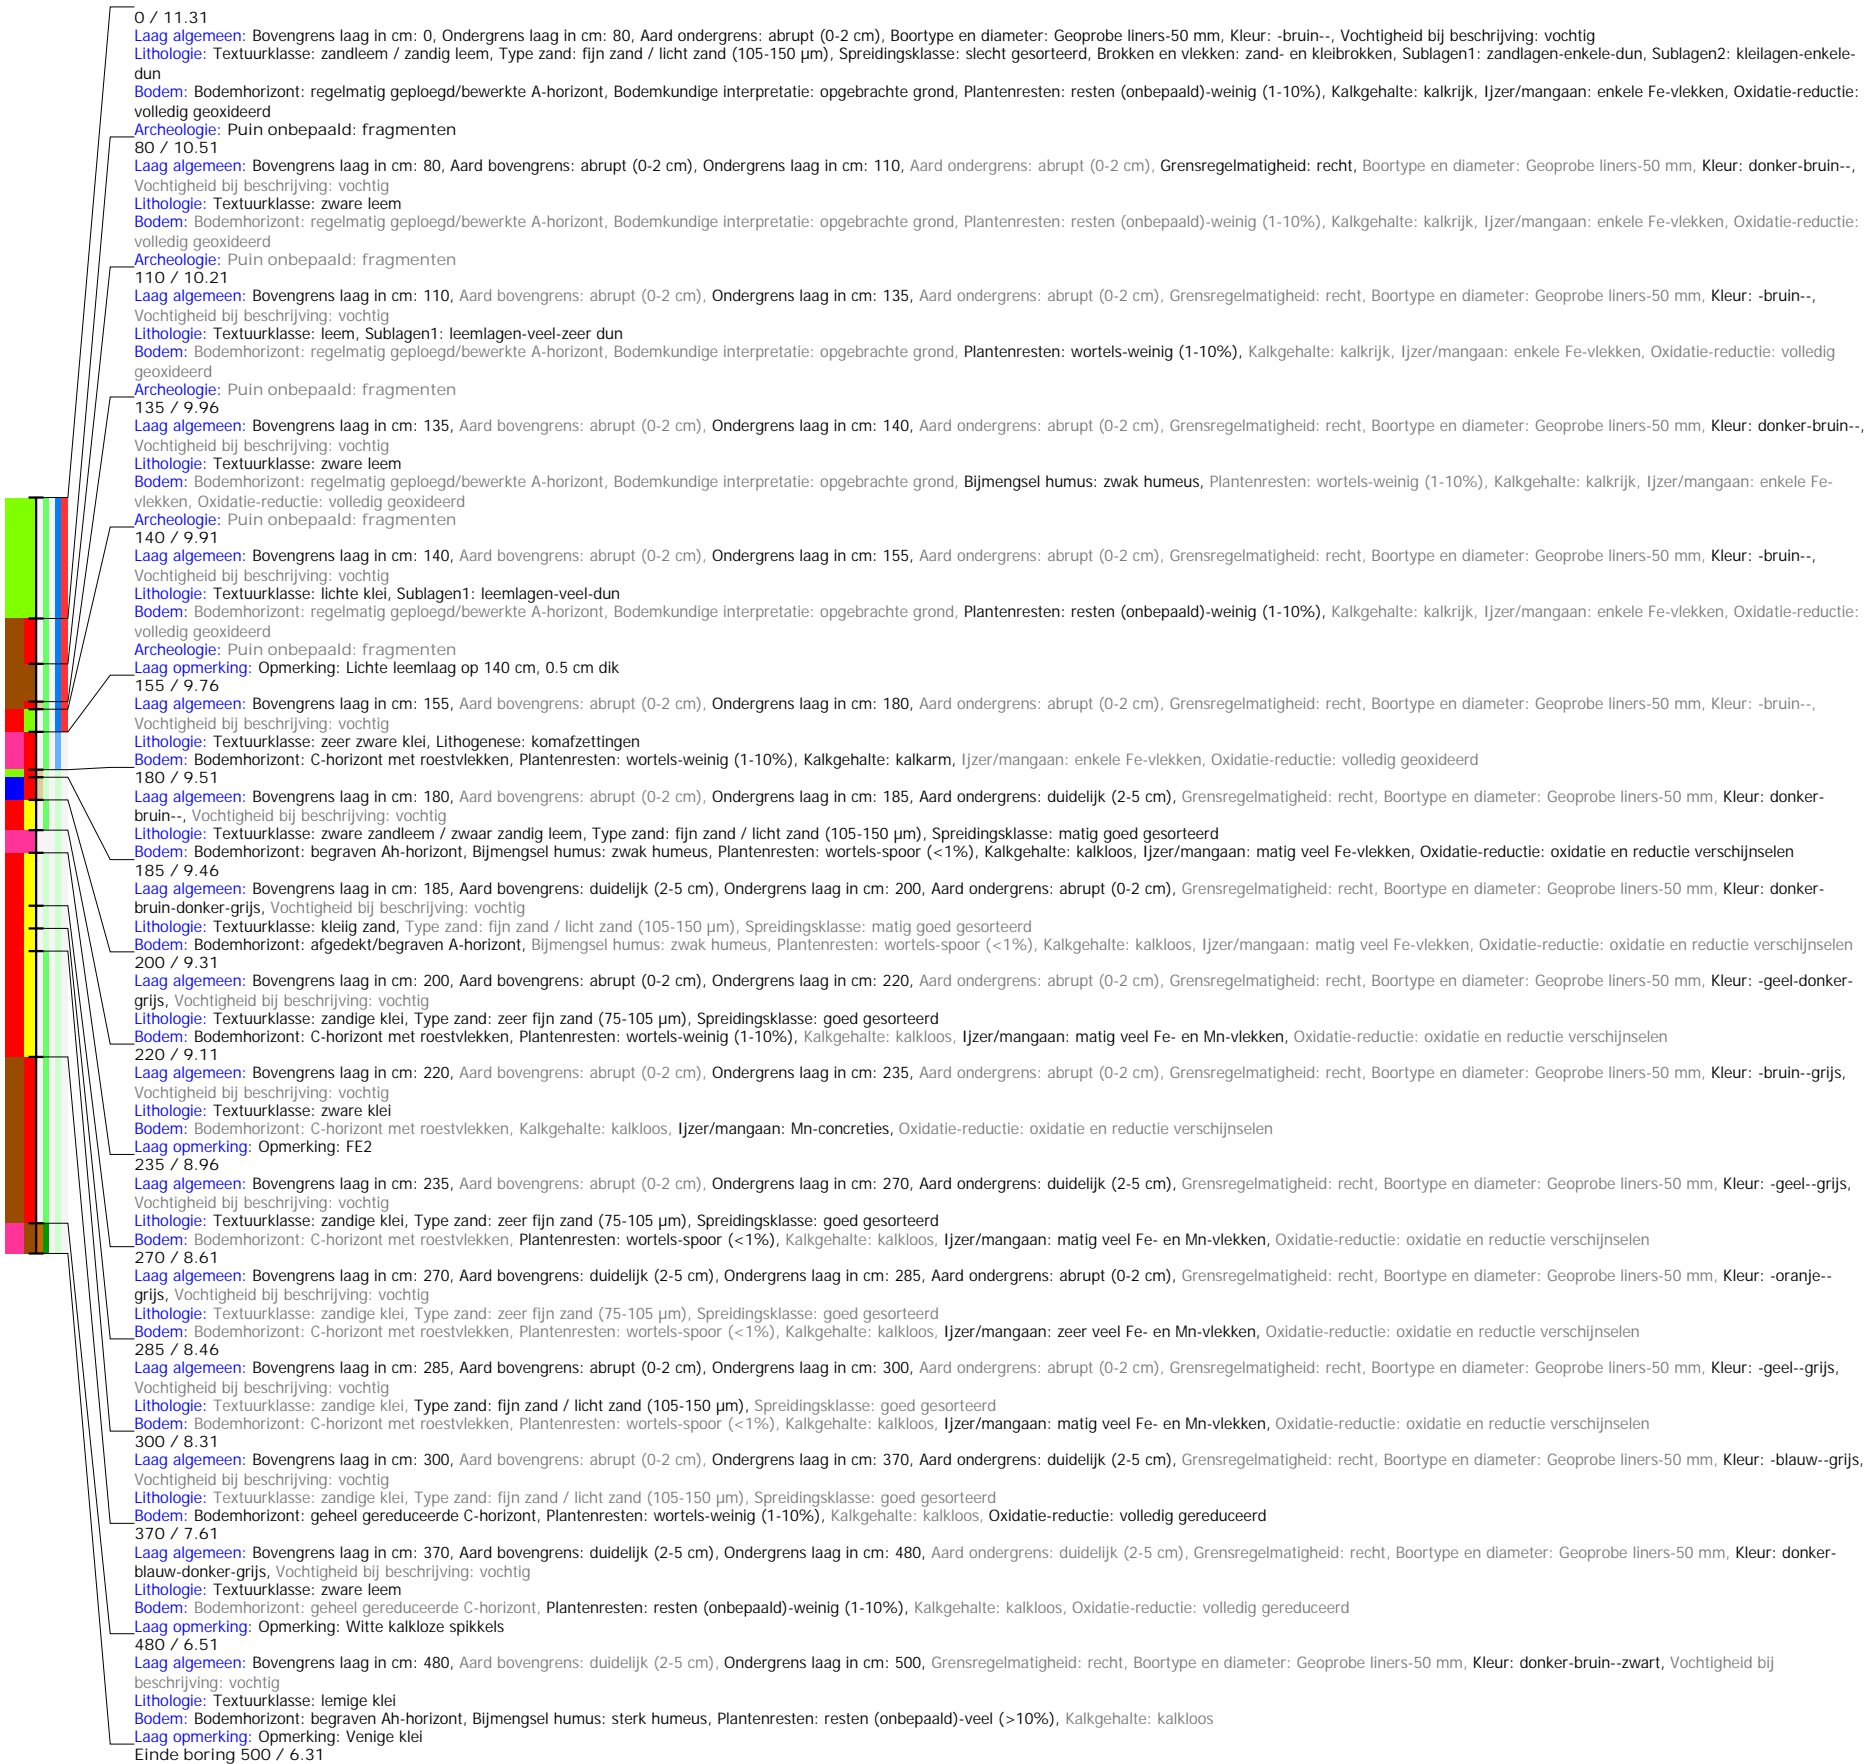 0 / 11.31
Laag algemeen: Bovengrens laag in cm: 0, Ondergrens laag in cm: 80, Aard ondergrens: abrupt (0-2 cm), Boortype en diameter: Geoprobe liners-50 mm, Kleur: -bruin--, Vochtigheid bij beschrijving: vochtig
Lithologie: Textuurklasse: zandleem / zandig leem, Type zand: fijn zand / licht zand (105-150 µm), Spreidingsklasse: slecht gesorteerd, Brokken en vlekken: zand- en kleibrokken, Sublagen1: zandlagen-enkele-dun, Sublagen2: kleilagen-enkele-
dun
Bodem: Bodemhorizont: regelmatig geploegd/bewerkte A-horizont, Bodemkundige interpretatie: opgebrachte grond, Plantenresten: resten (onbepaald)-weinig (1-10%), Kalkgehalte: kalkrijk, Ijzer/mangaan: enkele Fe-vlekken, Oxidatie-reductie:
volledig geoxideerd
Archeologie: Puin onbepaald: fragmenten
80 / 10.51
Laag algemeen: Bovengrens laag in cm: 80, Aard bovengrens: abrupt (0-2 cm), Ondergrens laag in cm: 110, Aard ondergrens: abrupt (0-2 cm), Grensregelmatigheid: recht, Boortype en diameter: Geoprobe liners-50 mm, Kleur: donker-bruin--,
Vochtigheid bij beschrijving: vochtig
Lithologie: Textuurklasse: zware leem
Bodem: Bodemhorizont: regelmatig geploegd/bewerkte A-horizont, Bodemkundige interpretatie: opgebrachte grond, Plantenresten: resten (onbepaald)-weinig (1-10%), Kalkgehalte: kalkrijk, Ijzer/mangaan: enkele Fe-vlekken, Oxidatie-reductie:
volledig geoxideerd
Archeologie: Puin onbepaald: fragmenten
110 / 10.21
Laag algemeen: Bovengrens laag in cm: 110, Aard bovengrens: abrupt (0-2 cm), Ondergrens laag in cm: 135, Aard ondergrens: abrupt (0-2 cm), Grensregelmatigheid: recht, Boortype en diameter: Geoprobe liners-50 mm, Kleur: -bruin--,
Vochtigheid bij beschrijving: vochtig
Lithologie: Textuurklasse: leem, Sublagen1: leemlagen-veel-zeer dun
Bodem: Bodemhorizont: regelmatig geploegd/bewerkte A-horizont, Bodemkundige interpretatie: opgebrachte grond, Plantenresten: wortels-weinig (1-10%), Kalkgehalte: kalkrijk, Ijzer/mangaan: enkele Fe-vlekken, Oxidatie-reductie: volledig
geoxideerd
Archeologie: Puin onbepaald: fragmenten
135 / 9.96
Laag algemeen: Bovengrens laag in cm: 135, Aard bovengrens: abrupt (0-2 cm), Ondergrens laag in cm: 140, Aard ondergrens: abrupt (0-2 cm), Grensregelmatigheid: recht, Boortype en diameter: Geoprobe liners-50 mm, Kleur: donker-bruin--,
Vochtigheid bij beschrijving: vochtig
Lithologie: Textuurklasse: zware leem
Bodem: Bodemhorizont: regelmatig geploegd/bewerkte A-horizont, Bodemkundige interpretatie: opgebrachte grond, Bijmengsel humus: zwak humeus, Plantenresten: wortels-weinig (1-10%), Kalkgehalte: kalkrijk, Ijzer/mangaan: enkele Fe-
vlekken, Oxidatie-reductie: volledig geoxideerd
Archeologie: Puin onbepaald: fragmenten
140 / 9.91
Laag algemeen: Bovengrens laag in cm: 140, Aard bovengrens: abrupt (0-2 cm), Ondergrens laag in cm: 155, Aard ondergrens: abrupt (0-2 cm), Grensregelmatigheid: recht, Boortype en diameter: Geoprobe liners-50 mm, Kleur: -bruin--,
Vochtigheid bij beschrijving: vochtig
Lithologie: Textuurklasse: lichte klei, Sublagen1: leemlagen-veel-dun
Bodem: Bodemhorizont: regelmatig geploegd/bewerkte A-horizont, Bodemkundige interpretatie: opgebrachte grond, Plantenresten: resten (onbepaald)-weinig (1-10%), Kalkgehalte: kalkrijk, Ijzer/mangaan: enkele Fe-vlekken, Oxidatie-reductie:
volledig geoxideerd
Archeologie: Puin onbepaald: fragmenten
Laag opmerking: Opmerking: Lichte leemlaag op 140 cm, 0.5 cm dik
155 / 9.76
Laag algemeen: Bovengrens laag in cm: 155, Aard bovengrens: abrupt (0-2 cm), Ondergrens laag in cm: 180, Aard ondergrens: abrupt (0-2 cm), Grensregelmatigheid: recht, Boortype en diameter: Geoprobe liners-50 mm, Kleur: -bruin--,
Vochtigheid bij beschrijving: vochtig
Lithologie: Textuurklasse: zeer zware klei, Lithogenese: komafzettingen
Bodem: Bodemhorizont: C-horizont met roestvlekken, Plantenresten: wortels-weinig (1-10%), Kalkgehalte: kalkarm, Ijzer/mangaan: enkele Fe-vlekken, Oxidatie-reductie: volledig geoxideerd
180 / 9.51
Laag algemeen: Bovengrens laag in cm: 180, Aard bovengrens: abrupt (0-2 cm), Ondergrens laag in cm: 185, Aard ondergrens: duidelijk (2-5 cm), Grensregelmatigheid: recht, Boortype en diameter: Geoprobe liners-50 mm, Kleur: donker-
bruin--, Vochtigheid bij beschrijving: vochtig
Lithologie: Textuurklasse: zware zandleem / zwaar zandig leem, Type zand: fijn zand / licht zand (105-150 µm), Spreidingsklasse: matig goed gesorteerd
Bodem: Bodemhorizont: begraven Ah-horizont, Bijmengsel humus: zwak humeus, Plantenresten: wortels-spoor (<1%), Kalkgehalte: kalkloos, Ijzer/mangaan: matig veel Fe-vlekken, Oxidatie-reductie: oxidatie en reductie verschijnselen
185 / 9.46
Laag algemeen: Bovengrens laag in cm: 185, Aard bovengrens: duidelijk (2-5 cm), Ondergrens laag in cm: 200, Aard ondergrens: abrupt (0-2 cm), Grensregelmatigheid: recht, Boortype en diameter: Geoprobe liners-50 mm, Kleur: donker-
bruin-donker-grijs, Vochtigheid bij beschrijving: vochtig
Lithologie: Textuurklasse: kleiig zand, Type zand: fijn zand / licht zand (105-150 µm), Spreidingsklasse: matig goed gesorteerd
Bodem: Bodemhorizont: afgedekt/begraven A-horizont, Bijmengsel humus: zwak humeus, Plantenresten: wortels-spoor (<1%), Kalkgehalte: kalkloos, Ijzer/mangaan: matig veel Fe-vlekken, Oxidatie-reductie: oxidatie en reductie verschijnselen
200 / 9.31
Laag algemeen: Bovengrens laag in cm: 200, Aard bovengrens: abrupt (0-2 cm), Ondergrens laag in cm: 220, Aard ondergrens: abrupt (0-2 cm), Grensregelmatigheid: recht, Boortype en diameter: Geoprobe liners-50 mm, Kleur: -geel-donker-
grijs, Vochtigheid bij beschrijving: vochtig
Lithologie: Textuurklasse: zandige klei, Type zand: zeer fijn zand (75-105 µm), Spreidingsklasse: goed gesorteerd
Bodem: Bodemhorizont: C-horizont met roestvlekken, Plantenresten: wortels-weinig (1-10%), Kalkgehalte: kalkloos, Ijzer/mangaan: matig veel Fe- en Mn-vlekken, Oxidatie-reductie: oxidatie en reductie verschijnselen
220 / 9.11
Laag algemeen: Bovengrens laag in cm: 220, Aard bovengrens: abrupt (0-2 cm), Ondergrens laag in cm: 235, Aard ondergrens: abrupt (0-2 cm), Grensregelmatigheid: recht, Boortype en diameter: Geoprobe liners-50 mm, Kleur: -bruin--grijs,
Vochtigheid bij beschrijving: vochtig
Lithologie: Textuurklasse: zware klei
Bodem: Bodemhorizont: C-horizont met roestvlekken, Kalkgehalte: kalkloos, Ijzer/mangaan: Mn-concreties, Oxidatie-reductie: oxidatie en reductie verschijnselen
Laag opmerking: Opmerking: FE2
235 / 8.96
Laag algemeen: Bovengrens laag in cm: 235, Aard bovengrens: abrupt (0-2 cm), Ondergrens laag in cm: 270, Aard ondergrens: duidelijk (2-5 cm), Grensregelmatigheid: recht, Boortype en diameter: Geoprobe liners-50 mm, Kleur: -geel--grijs,
Vochtigheid bij beschrijving: vochtig
Lithologie: Textuurklasse: zandige klei, Type zand: zeer fijn zand (75-105 µm), Spreidingsklasse: goed gesorteerd
Bodem: Bodemhorizont: C-horizont met roestvlekken, Plantenresten: wortels-spoor (<1%), Kalkgehalte: kalkloos, Ijzer/mangaan: matig veel Fe- en Mn-vlekken, Oxidatie-reductie: oxidatie en reductie verschijnselen
270 / 8.61
Laag algemeen: Bovengrens laag in cm: 270, Aard bovengrens: duidelijk (2-5 cm), Ondergrens laag in cm: 285, Aard ondergrens: abrupt (0-2 cm), Grensregelmatigheid: recht, Boortype en diameter: Geoprobe liners-50 mm, Kleur: -oranje--
grijs, Vochtigheid bij beschrijving: vochtig
Lithologie: Textuurklasse: zandige klei, Type zand: zeer fijn zand (75-105 µm), Spreidingsklasse: goed gesorteerd
Bodem: Bodemhorizont: C-horizont met roestvlekken, Plantenresten: wortels-spoor (<1%), Kalkgehalte: kalkloos, Ijzer/mangaan: zeer veel Fe- en Mn-vlekken, Oxidatie-reductie: oxidatie en reductie verschijnselen
285 / 8.46
Laag algemeen: Bovengrens laag in cm: 285, Aard bovengrens: abrupt (0-2 cm), Ondergrens laag in cm: 300, Aard ondergrens: abrupt (0-2 cm), Grensregelmatigheid: recht, Boortype en diameter: Geoprobe liners-50 mm, Kleur: -geel--grijs,
Vochtigheid bij beschrijving: vochtig
Lithologie: Textuurklasse: zandige klei, Type zand: fijn zand / licht zand (105-150 µm), Spreidingsklasse: goed gesorteerd
Bodem: Bodemhorizont: C-horizont met roestvlekken, Plantenresten: wortels-spoor (<1%), Kalkgehalte: kalkloos, Ijzer/mangaan: matig veel Fe- en Mn-vlekken, Oxidatie-reductie: oxidatie en reductie verschijnselen
300 / 8.31
Laag algemeen: Bovengrens laag in cm: 300, Aard bovengrens: abrupt (0-2 cm), Ondergrens laag in cm: 370, Aard ondergrens: duidelijk (2-5 cm), Grensregelmatigheid: recht, Boortype en diameter: Geoprobe liners-50 mm, Kleur: -blauw--grijs,
Vochtigheid bij beschrijving: vochtig
Lithologie: Textuurklasse: zandige klei, Type zand: fijn zand / licht zand (105-150 µm), Spreidingsklasse: goed gesorteerd
Bodem: Bodemhorizont: geheel gereduceerde C-horizont, Plantenresten: wortels-weinig (1-10%), Kalkgehalte: kalkloos, Oxidatie-reductie: volledig gereduceerd
370 / 7.61
Laag algemeen: Bovengrens laag in cm: 370, Aard bovengrens: duidelijk (2-5 cm), Ondergrens laag in cm: 480, Aard ondergrens: duidelijk (2-5 cm), Grensregelmatigheid: recht, Boortype en diameter: Geoprobe liners-50 mm, Kleur: donker-
blauw-donker-grijs, Vochtigheid bij beschrijving: vochtig
Lithologie: Textuurklasse: zware leem
Bodem: Bodemhorizont: geheel gereduceerde C-horizont, Plantenresten: resten (onbepaald)-weinig (1-10%), Kalkgehalte: kalkloos, Oxidatie-reductie: volledig gereduceerd
Laag opmerking: Opmerking: Witte kalkloze spikkels
480 / 6.51
Laag algemeen: Bovengrens laag in cm: 480, Aard bovengrens: duidelijk (2-5 cm), Ondergrens laag in cm: 500, Grensregelmatigheid: recht, Boortype en diameter: Geoprobe liners-50 mm, Kleur: donker-bruin--zwart, Vochtigheid bij
beschrijving: vochtig
Lithologie: Textuurklasse: lemige klei
Bodem: Bodemhorizont: begraven Ah-horizont, Bijmengsel humus: sterk humeus, Plantenresten: resten (onbepaald)-veel (>10%), Kalkgehalte: kalkloos
Laag opmerking: Opmerking: Venige klei
Einde boring 500 / 6.31